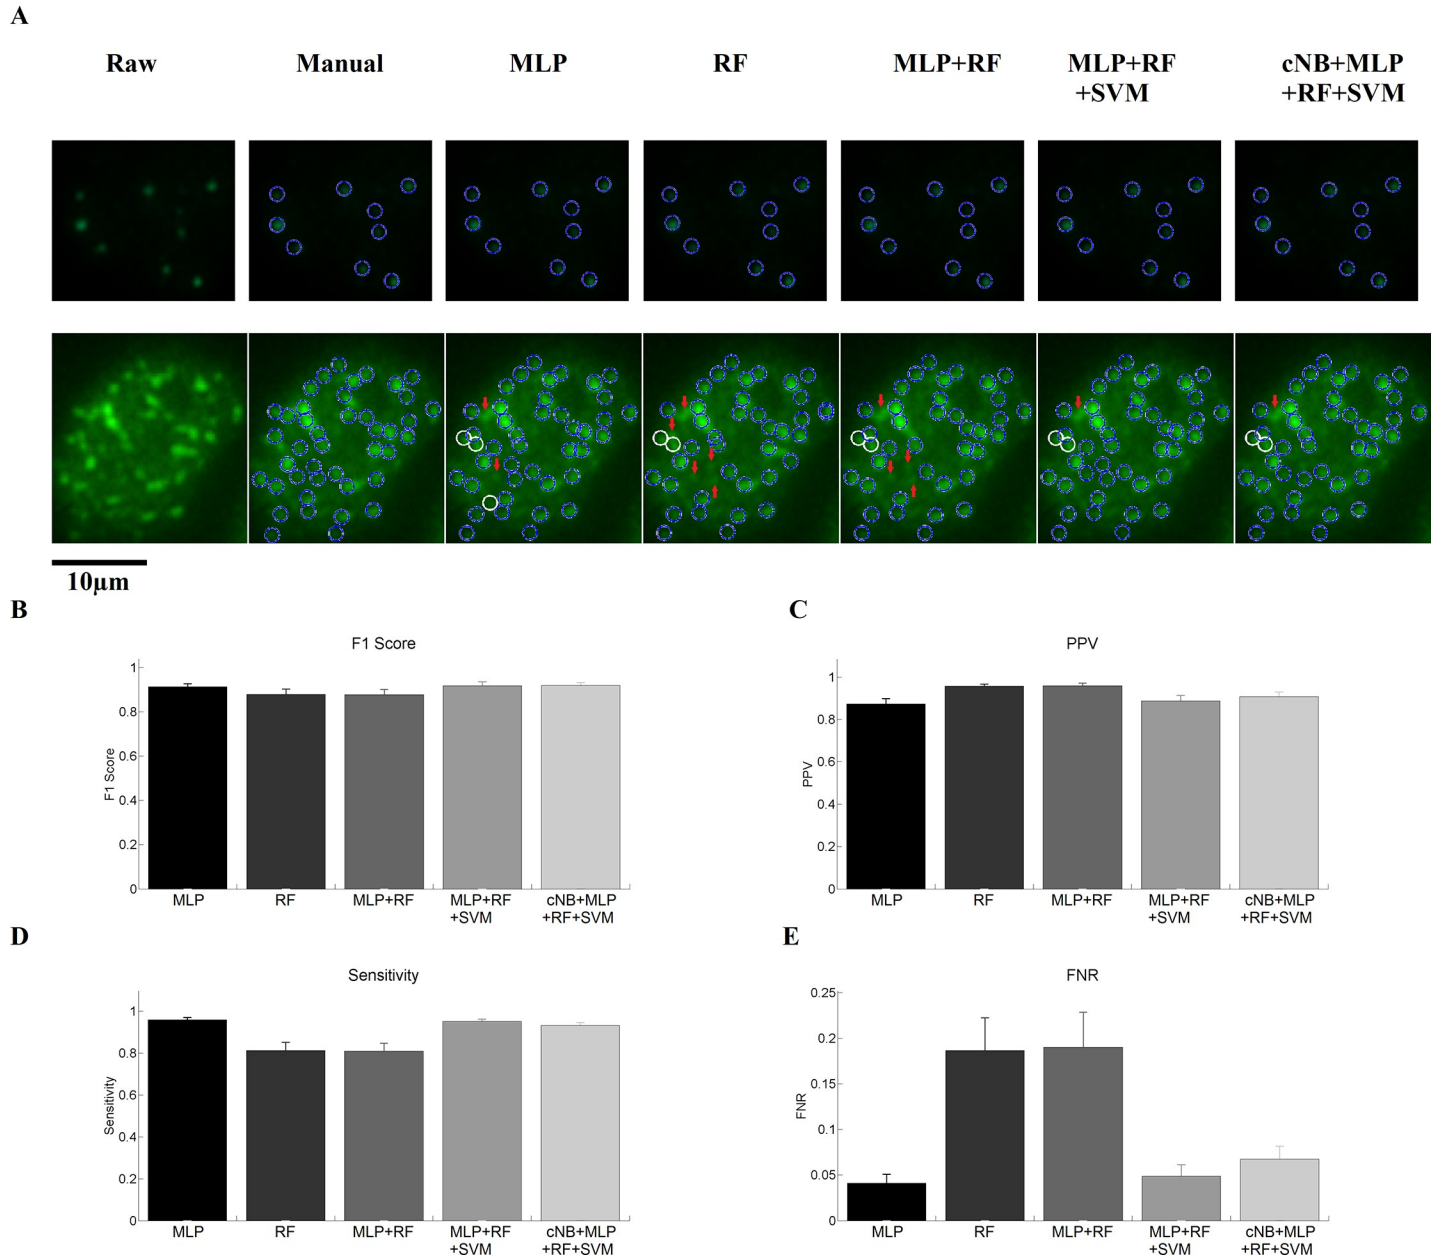 A
Raw Manual MLP RF MLP+RF MLP+RF cNB+MLP
+SVM +RF+SVM
10μm
B
F1 Score
1
0.8
0.6
0.4
0.2
0
F1 Score
MLP RF MLP+RF MLP+RF cNB+MLP
+SVM +RF+SVM
C
PPV
1
0.8
0.6
0.4
0.2
0
PPV
MLP RF MLP+RF MLP+RF cNB+MLP
+SVM +RF+SVM
D
Sensitivity
1
0.8
0.6
0.4
0.2
0
Sensitivity
MLP RF MLP+RF MLP+RF cNB+MLP
+SVM +RF+SVM
E
FNR
0.25
0.2
0.15
0.1
0.05
0
FNR
MLP RF MLP+RF MLP+RF cNB+MLP
+SVM +RF+SVM